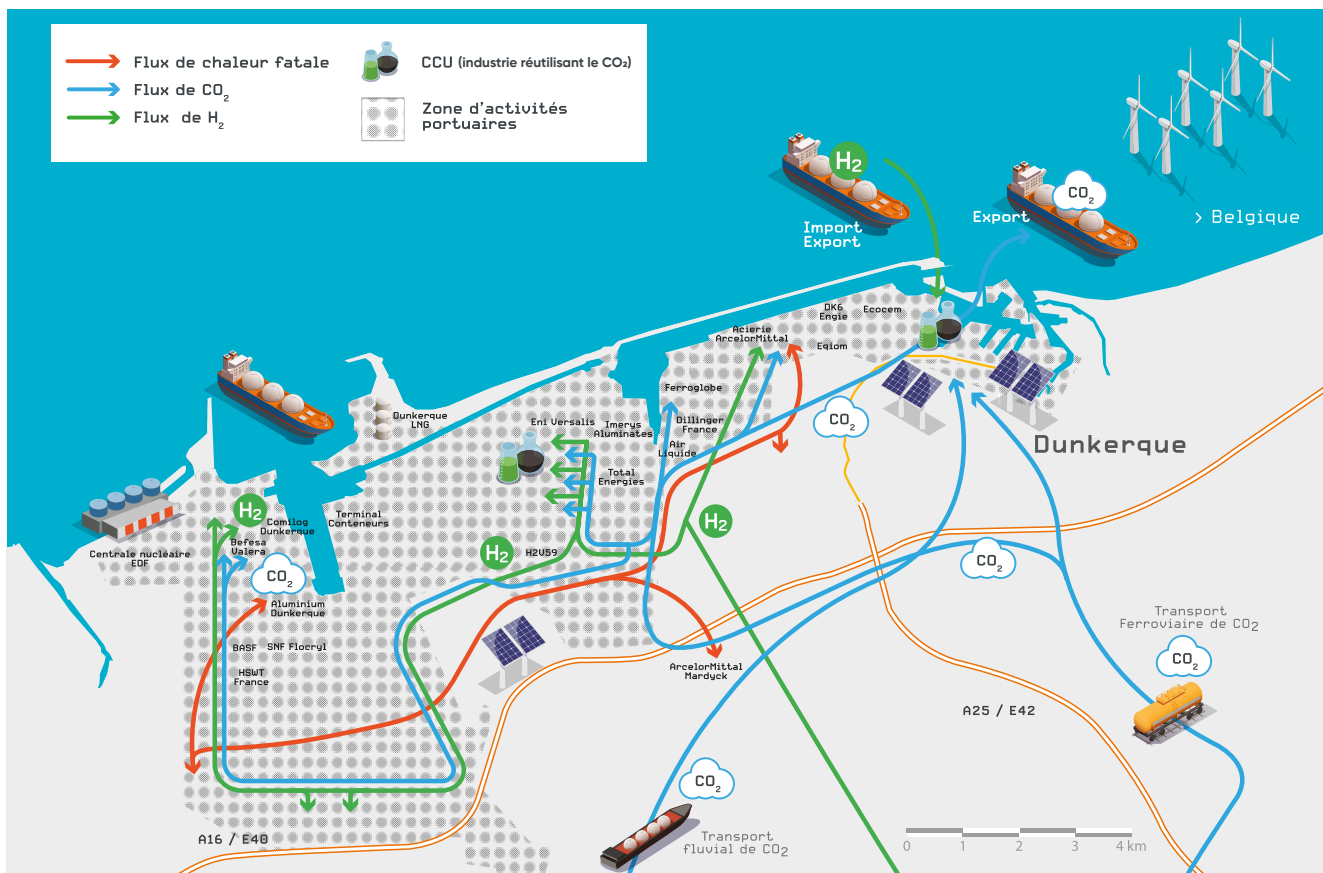 Flux de chaleur fatale
Flux de CO₂
Flux de H₂
CCU (industrie réutilisant le CO₂)
Zone d'activités
portuaires
H₂
Import
Export
Export
CO₂
> Belgique
DK6
Engie
Ecocem
Acierie
ArcelorMittal
Eqiom
Ferroglobe
Dunkerque
LNG
Eni Versalis
Imerys
Aluminates
Dillinger
France
Air
Liquide
CO₂
Dunkerque
Total
Energies
H₂
Comilog
Dunkerque
Terminal
Conteneurs
H₂
Befesa
Valera
Centrale nucléaire
EDF
H₂
H2V59
CO₂
CO₂
Aluminium
Dunkerque
Transport
Ferroviaire de CO₂
CO₂
BASF
SNF Flocryl
HSWT
France
ArcelorMittal
Mardyck
A25 / E42
CO₂
A16 / E40
Transport
fluvial de CO₂
0 1 2 3 4 km